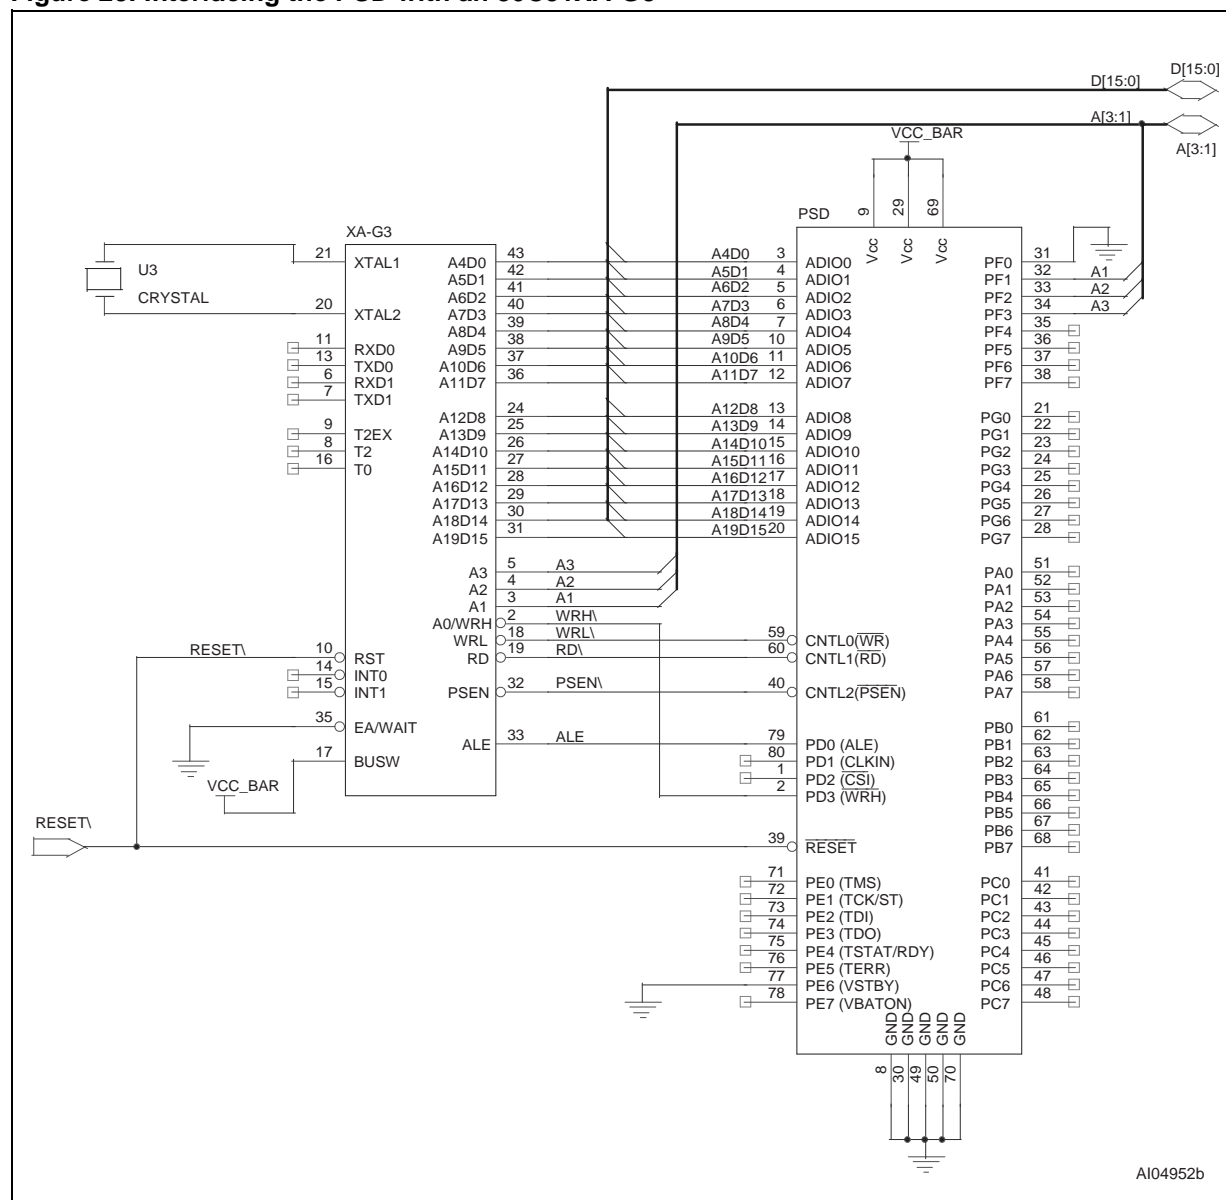 D[15:0]
D[15:0]
A[3:1]
A[3:1]
VCC_BAR
PSD
9
29
69
Vcc
Vcc
Vcc
XA-G3
U3
CRYSTAL
21 XTAL1
20 XTAL2
11 RXD0
13 TXD0
6 RXD1
7 TXD1
9 T2EX
8 T2
16 T0
RESET\ 10 RST
14 INT0
15 INT1
35 EA/WAIT
17 BUSW
VCC_BAR
RESET\
A4D0 43
A5D1 42
A6D2 41
A7D3 40
A8D4 39
A9D5 38
A10D6 37
A11D7 36
A12D8 24
A13D9 25
A14D10 26
A15D11 27
A16D12 28
A17D13 29
A18D14 30
A19D15 31
A3 5 A3
A2 4 A2
A1 3 A1
A0/WRH 2 WRH\
WRL 18 WRL\
RD 19 RD\
PSEN 32 PSEN\
ALE 33 ALE
A4D0 3 ADIO0
A5D1 4 ADIO1
A6D2 5 ADIO2
A7D3 6 ADIO3
A8D4 7 ADIO4
A9D5 10 ADIO5
A10D6 11 ADIO6
A11D7 12 ADIO7
A12D8 13 ADIO8
A13D9 14 ADIO9
A14D10 15 ADIO10
A15D11 16 ADIO11
A16D12 17 ADIO12
A17D13 18 ADIO13
A18D14 19 ADIO14
A19D15 20 ADIO15
59 CNTL0(WR)
60 CNTL1(RD)
40 CNTL2(PSEN)
79 PD0 (ALE)
80 PD1 (CLKIN)
1 PD2 (CSI)
2 PD3 (WRH)
39 RESET
71 PE0 (TMS)
72 PE1 (TCK/ST)
73 PE2 (TDI)
74 PE3 (TDO)
75 PE4 (TSTAT/RDY)
76 PE5 (TERR)
77 PE6 (VSTBY)
78 PE7 (VBATON)
PF0 31
PF1 32 A1
PF2 33 A2
PF3 34 A3
PF4 35
PF5 36
PF6 37
PF7 38
PG0 21
PG1 22
PG2 23
PG3 24
PG4 25
PG5 26
PG6 27
PG7 28
PA0 51
PA1 52
PA2 53
PA3 54
PA4 55
PA5 56
PA6 57
PA7 58
PB0 61
PB1 62
PB2 63
PB3 64
PB4 65
PB5 66
PB6 67
PB7 68
PC0 41
PC1 42
PC2 43
PC3 44
PC4 45
PC5 46
PC6 47
PC7 48
GND
GND
GND
GND
GND
8
30
49
50
70
AI04952b